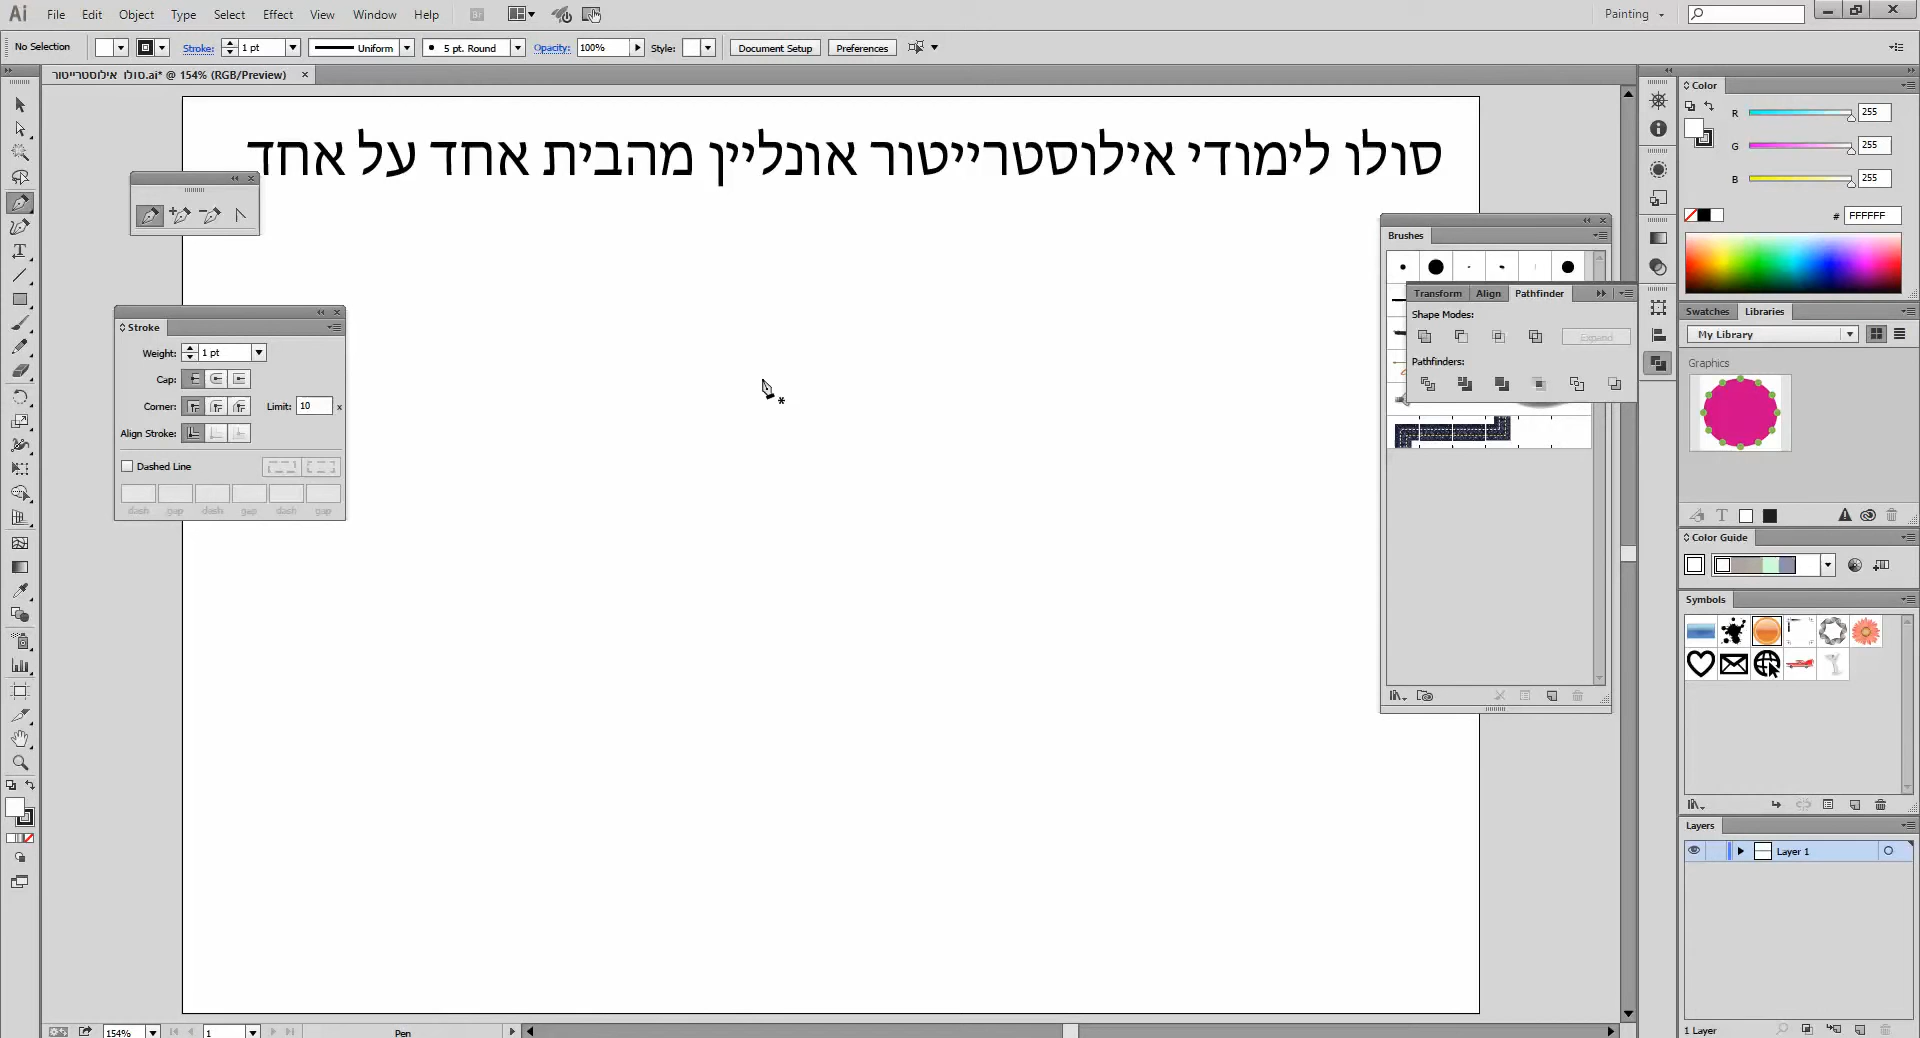 Ai File Edit Object Type Select Effect View Window Help Br Painting
No Selection Stroke: 1 pt Uniform 5 pt. Round Opacity: 100% Style: Document Setup Preferences
סולו אילוסטרייטור.ai* @ 154% (RGB/Preview)
סולו לימודי אילוסטרייטור אונליין מהבית אחד על אחד
Stroke
Weight: 1 pt
Cap:
Corner: Limit: 10 x
Align Stroke:
Dashed Line
dash gap dash gap dash gap
Brushes
Transform Align Pathfinder
Shape Modes:
Expand
Pathfinders:
Color
R 255
G 255
B 255
# FFFFFF
Swatches Libraries
My Library
Graphics
Color Guide
Symbols
Layers
Layer 1
1 Layer
154% 1 Pen